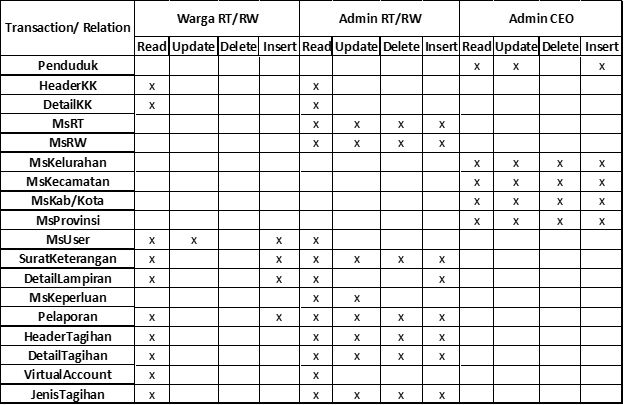 Transaction/ Relation Warga RT/RW Admin RT/RW Admin CEO
Read Update Delete Insert Read Update Delete Insert Read Update Delete Insert
Penduduk x x x
HeaderKK x x
DetailKK x x
MsRT x x x x
MsRW x x x x
MsKelurahan x x x x
MsKecamatan x x x x
MsKab/Kota x x x x
MsProvinsi x x x x
MsUser x x x x
SuratKeterangan x x x x x x
DetailLampiran x x x x
MsKeperluan x x
Pelaporan x x x x x x
HeaderTagihan x x x x x
DetailTagihan x x x x x
VirtualAccount x x
JenisTagihan x x x x x